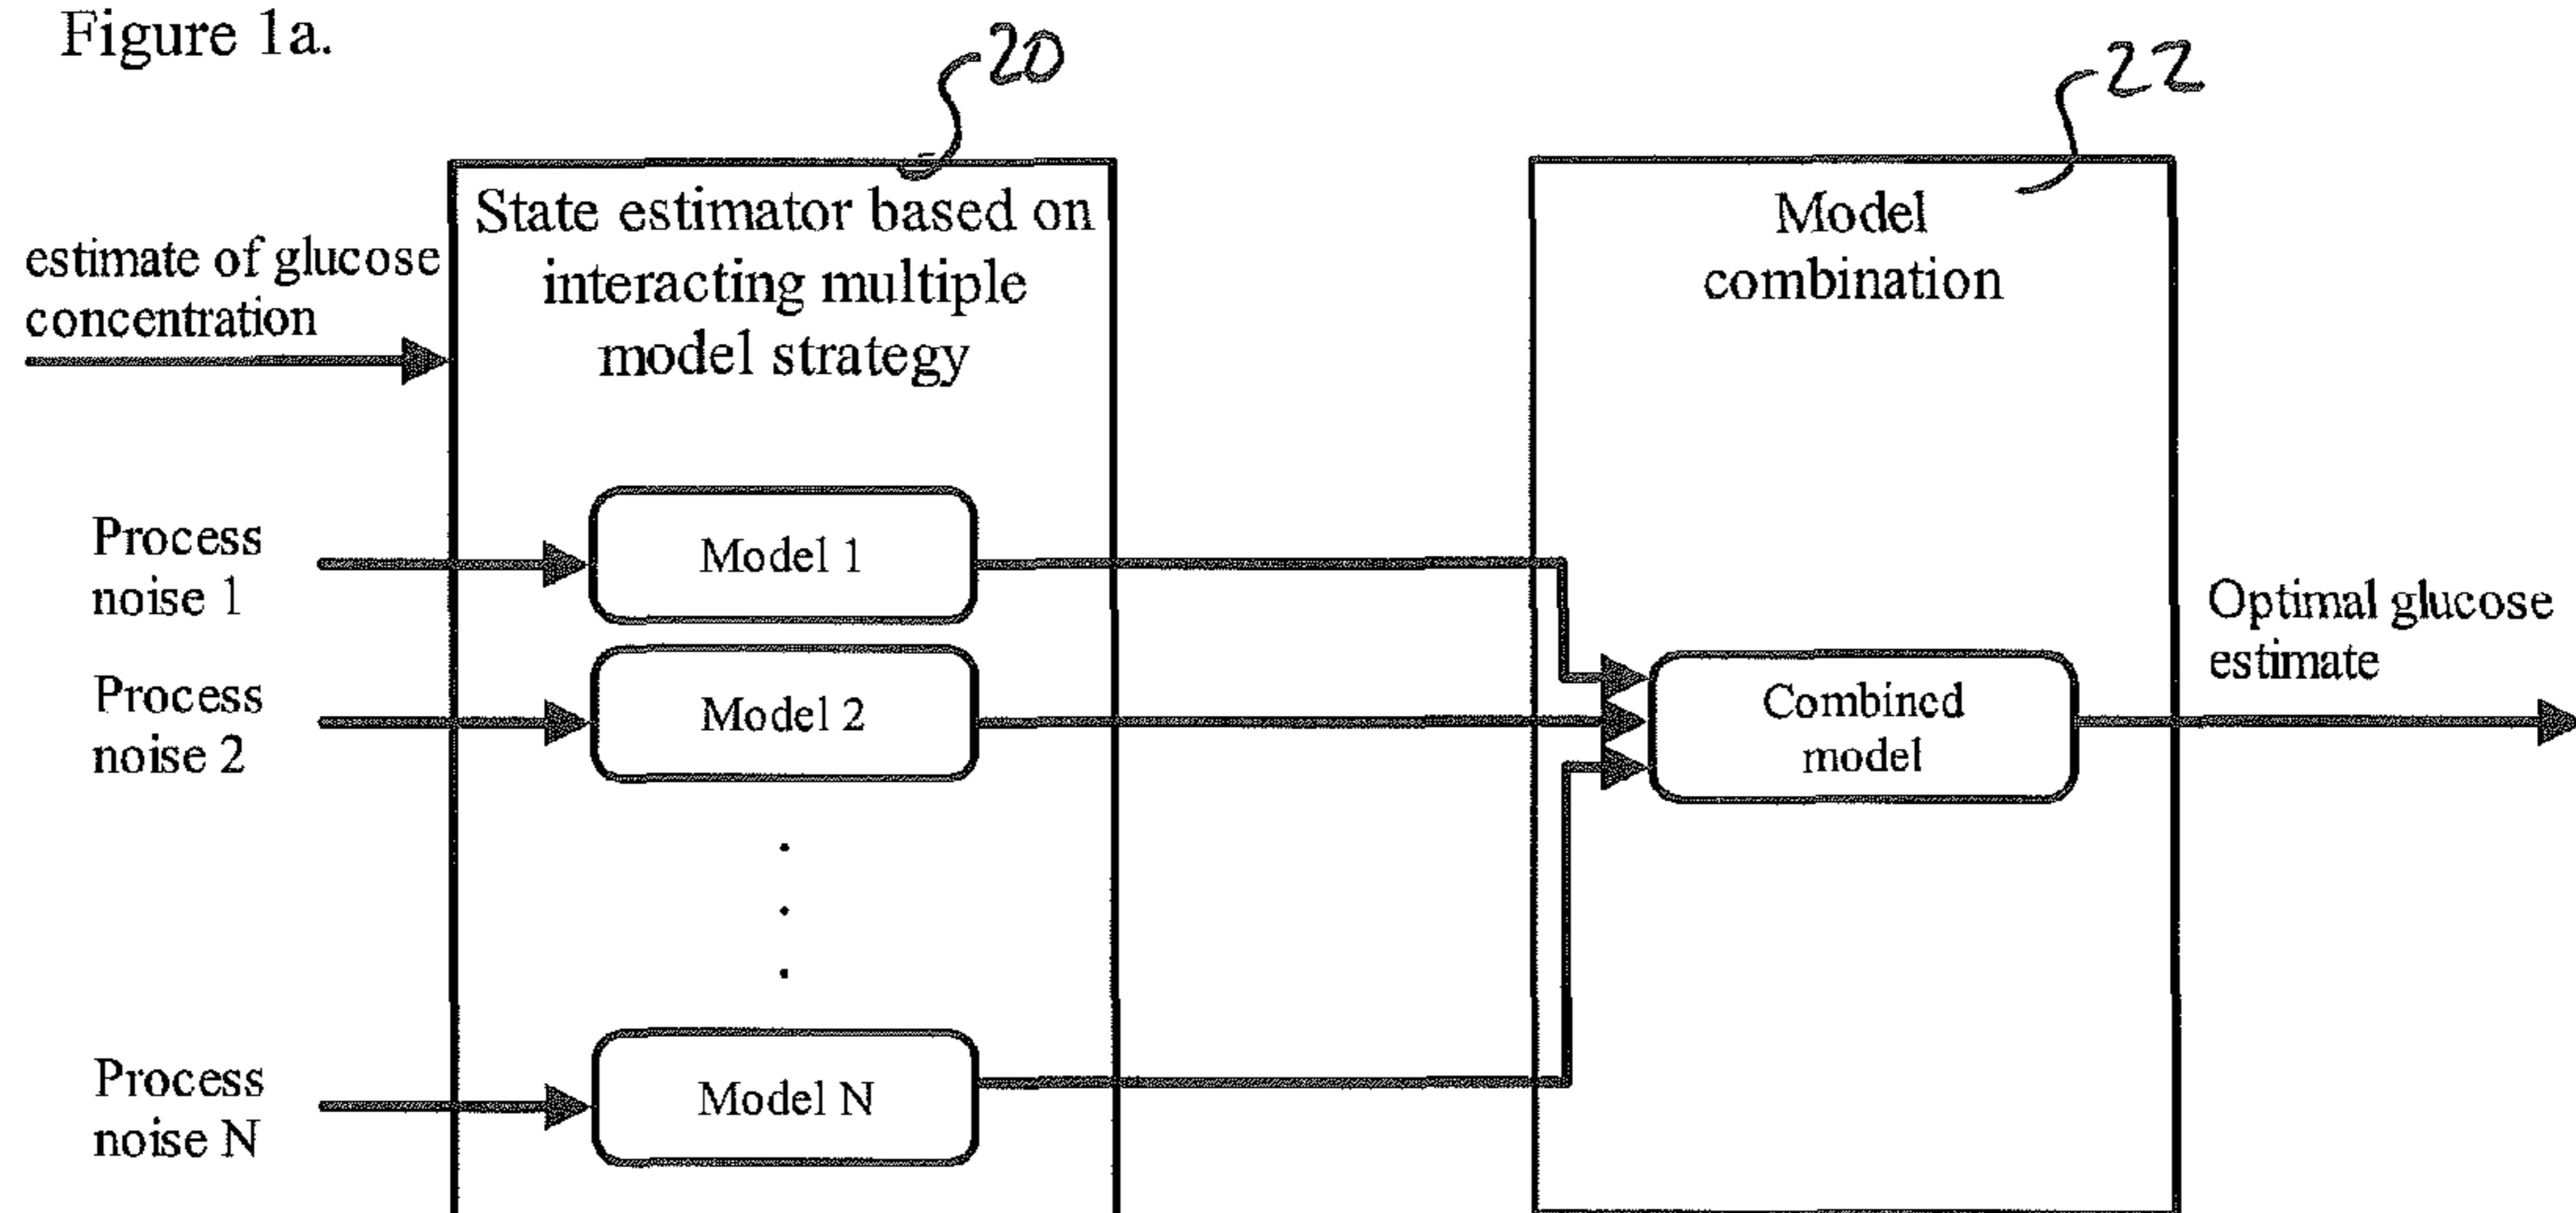 Figure 1a.
20
22
State estimator based on
interacting multiple
model strategy
Model
combination
estimate of glucose
concentration
Process
noise 1
Model 1
Process
noise 2
Model 2
Combined
model
Optimal glucose
estimate
Process
noise N
Model N